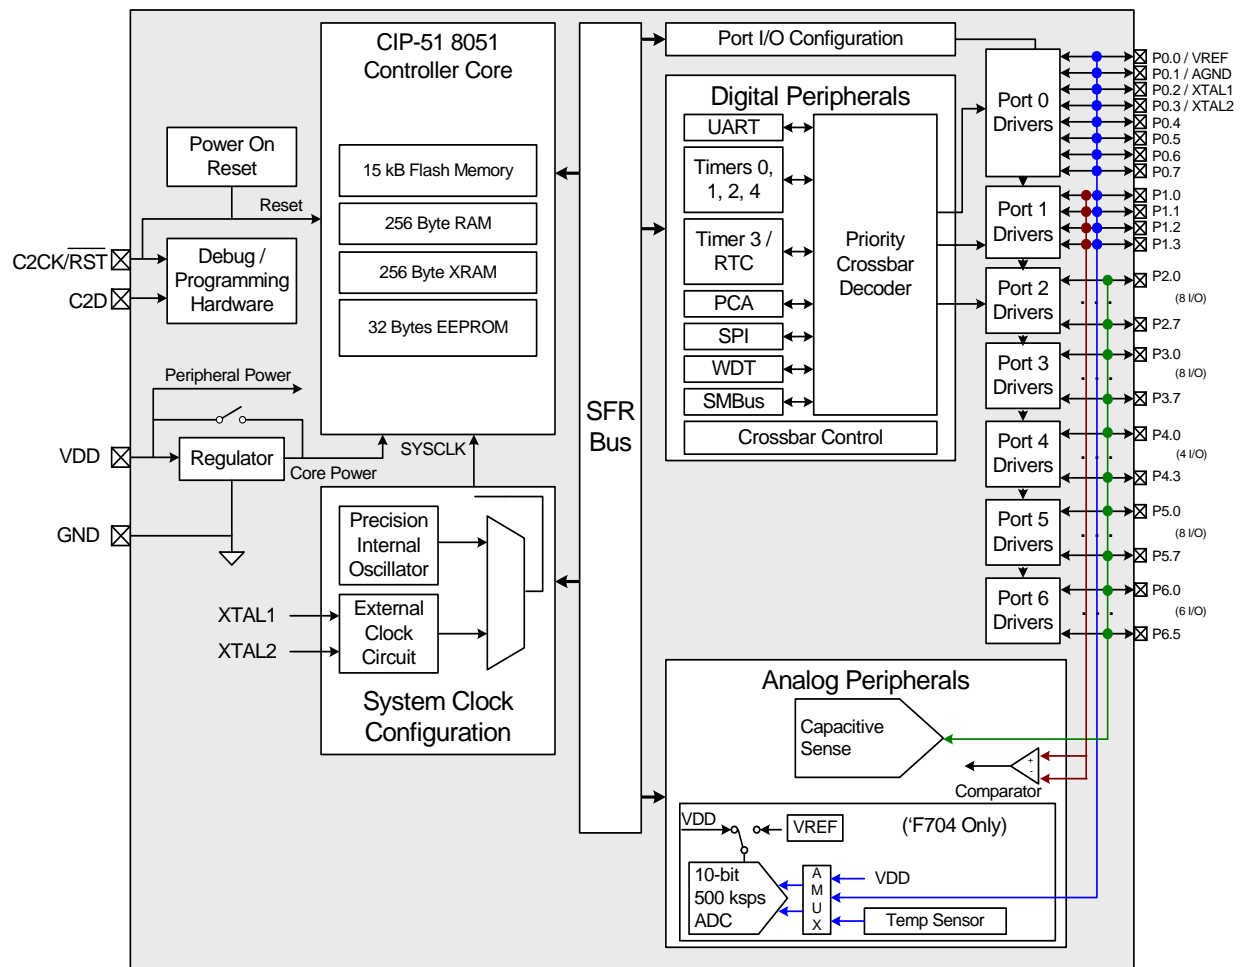 CIP-51 8051
Controller Core
15 kB Flash Memory
256 Byte RAM
256 Byte XRAM
32 Bytes EEPROM
Power On
Reset
Reset
C2CK/RST
Debug /
Programming
Hardware
C2D
Peripheral Power
VDD
Regulator
Core Power
SYSCLK
GND
Precision
Internal
Oscillator
XTAL1
XTAL2
External
Clock
Circuit
System Clock
Configuration
SFR
Bus
Port I/O Configuration
Digital Peripherals
UART
Timers 0,
1, 2, 4
Timer 3 /
RTC
PCA
SPI
WDT
SMBus
Priority
Crossbar
Decoder
Crossbar Control
Port 0
Drivers
Port 1
Drivers
Port 2
Drivers
Port 3
Drivers
Port 4
Drivers
Port 5
Drivers
Port 6
Drivers
P0.0 / VREF
P0.1 / AGND
P0.2 / XTAL1
P0.3 / XTAL2
P0.4
P0.5
P0.6
P0.7
P1.0
P1.1
P1.2
P1.3
P2.0
(8 I/O)
P2.7
P3.0
(8 I/O)
P3.7
P4.0
(4 I/O)
P4.3
P5.0
(8 I/O)
P5.7
P6.0
(6 I/O)
P6.5
Analog Peripherals
Capacitive
Sense
+
-
Comparator
VDD
VREF
('F704 Only)
10-bit
500 ksps
ADC
A
M
U
X
VDD
Temp Sensor